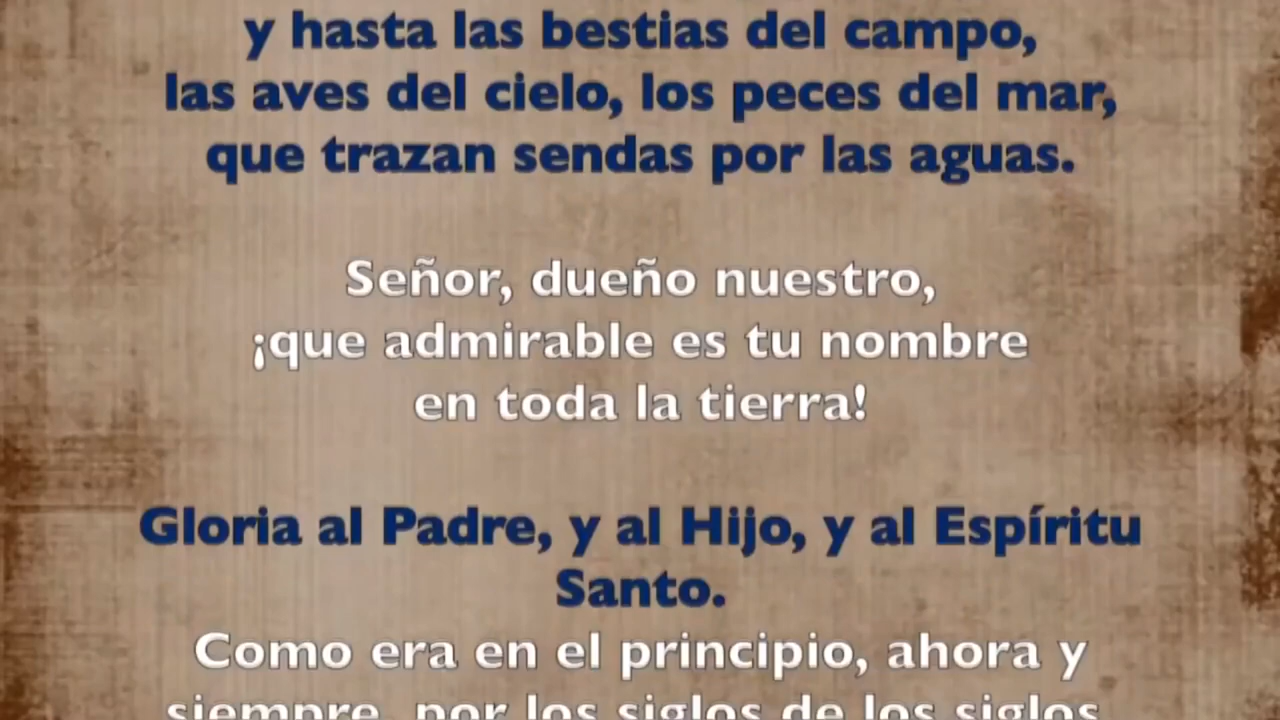 y hasta las bestias del campo,
las aves del cielo, los peces del mar,
que trazan sendas por las aguas.
Señor, dueño nuestro,
¡que admirable es tu nombre
en toda la tierra!
Gloria al Padre, y al Hijo, y al Espíritu
Santo.
Como era en el principio, ahora y
siempre, por los siglos de los siglos